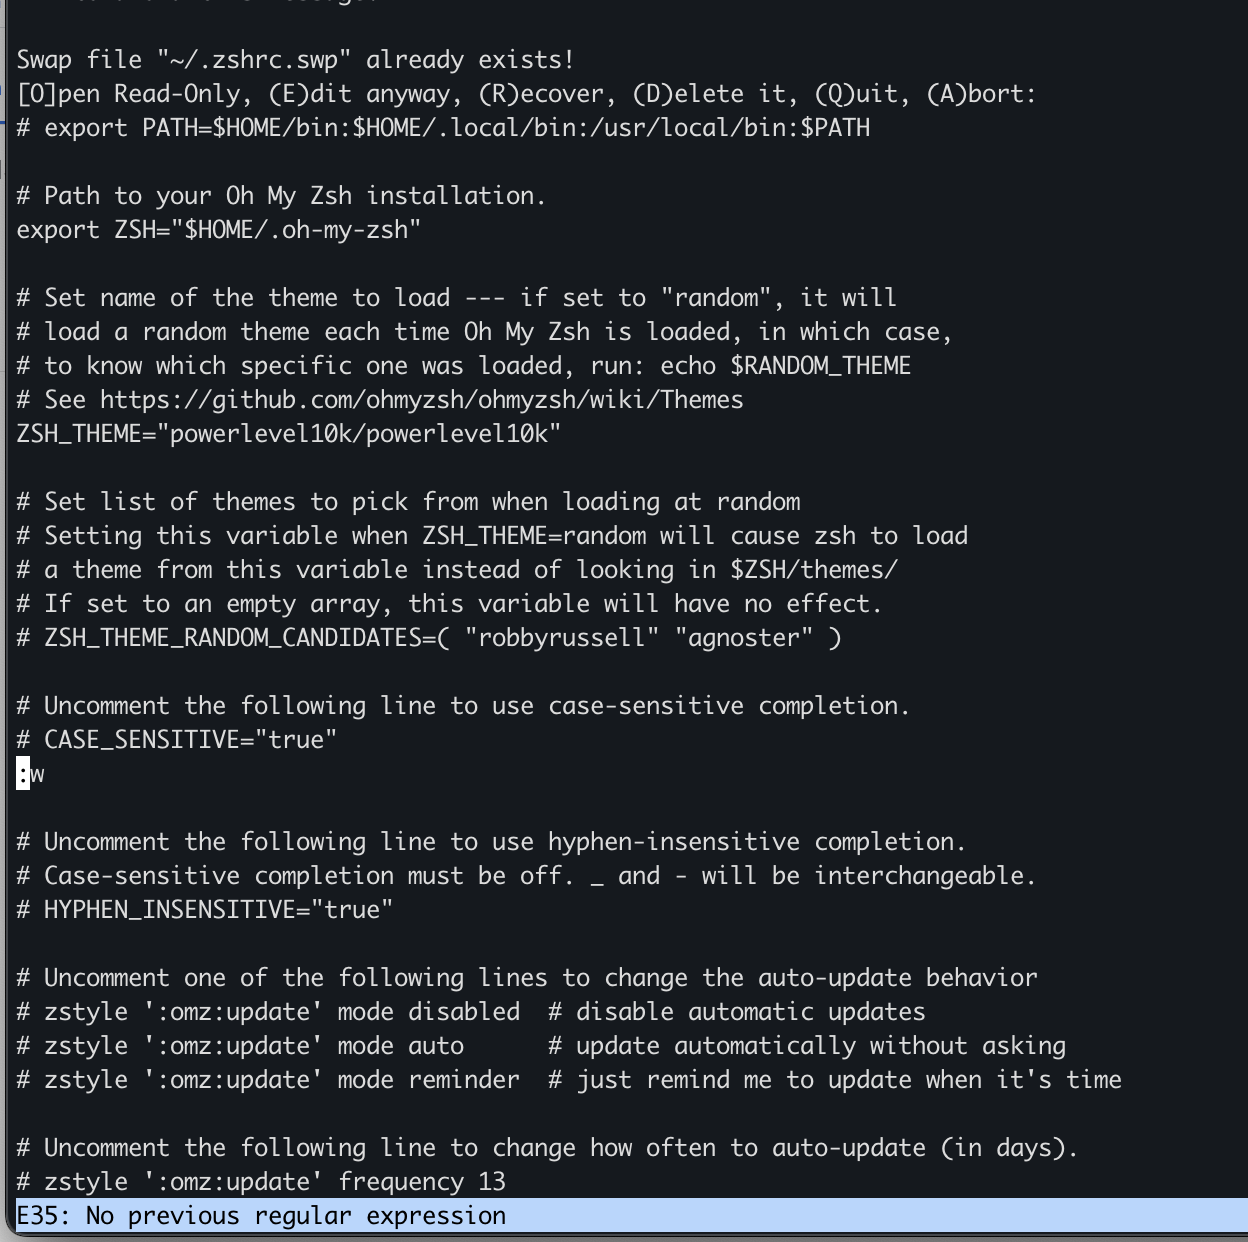 Swap file "~/.zshrc.swp" already exists!
[O]pen Read-Only, (E)dit anyway, (R)ecover, (D)elete it, (Q)uit, (A)bort:
# export PATH=$HOME/bin:$HOME/.local/bin:/usr/local/bin:$PATH

# Path to your Oh My Zsh installation.
export ZSH="$HOME/.oh-my-zsh"

# Set name of the theme to load --- if set to "random", it will
# load a random theme each time Oh My Zsh is loaded, in which case,
# to know which specific one was loaded, run: echo $RANDOM_THEME
# See https://github.com/ohmyzsh/ohmyzsh/wiki/Themes
ZSH_THEME="powerlevel10k/powerlevel10k"

# Set list of themes to pick from when loading at random
# Setting this variable when ZSH_THEME=random will cause zsh to load
# a theme from this variable instead of looking in $ZSH/themes/
# If set to an empty array, this variable will have no effect.
# ZSH_THEME_RANDOM_CANDIDATES=( "robbyrussell" "agnoster" )

# Uncomment the following line to use case-sensitive completion.
# CASE_SENSITIVE="true"
:w

# Uncomment the following line to use hyphen-insensitive completion.
# Case-sensitive completion must be off. _ and - will be interchangeable.
# HYPHEN_INSENSITIVE="true"

# Uncomment one of the following lines to change the auto-update behavior
# zstyle ':omz:update' mode disabled  # disable automatic updates
# zstyle ':omz:update' mode auto      # update automatically without asking
# zstyle ':omz:update' mode reminder  # just remind me to update when it's time

# Uncomment the following line to change how often to auto-update (in days).
# zstyle ':omz:update' frequency 13
E35: No previous regular expression